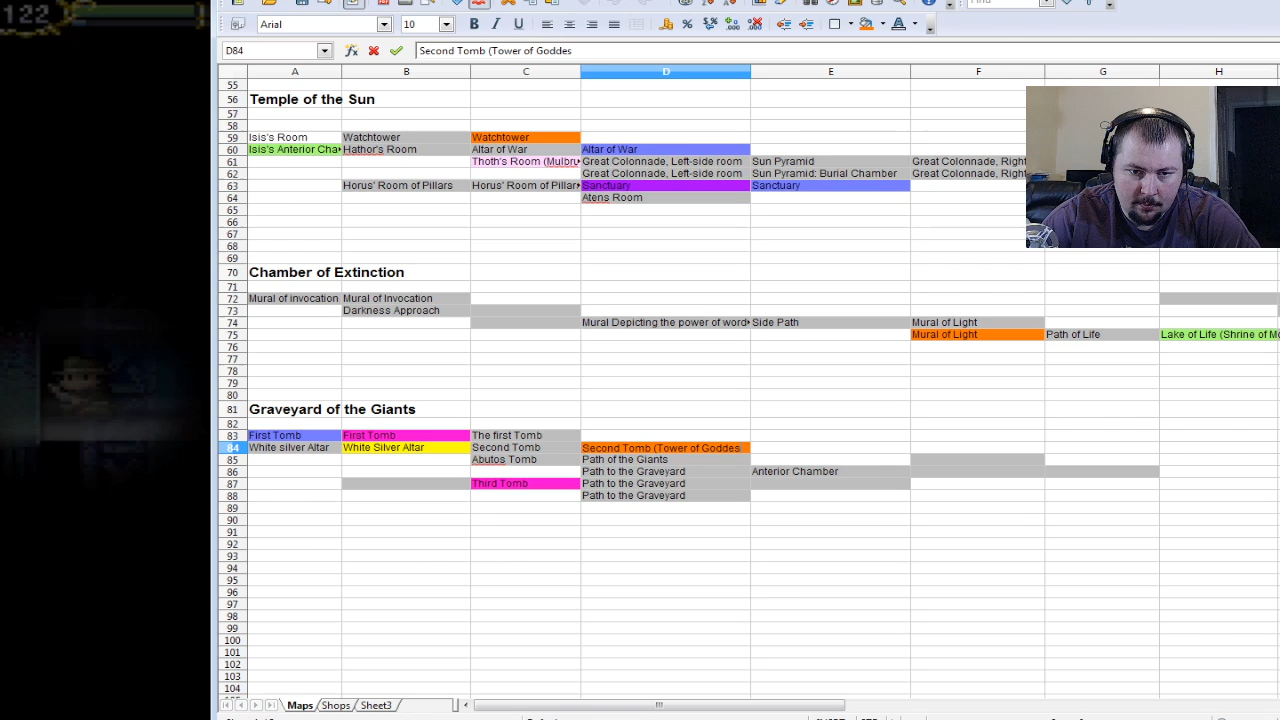 122
Find
Arial 10 B I U
D84 Second Tomb (Tower of Goddes
A B C D E F G H
55
56 Temple of the Sun
57
58
59 Isis's Room Watchtower Watchtower
60 Isis's Anterior Cha Hathor's Room Altar of War Altar of War
61 Thoth's Room (Mulbru Great Colonnade, Left-side room Sun Pyramid Great Colonnade, Right
62 Great Colonnade, Left-side room Sun Pyramid: Burial Chamber Great Colonnade, Right
63 Horus' Room of Pillars Horus' Room of Pillar Sanctuary Sanctuary
64 Atens Room
65
66
67
68
69
70 Chamber of Extinction
71
72 Mural of invocation Mural of Invocation
73 Darkness Approach
74 Mural Depicting the power of word Side Path Mural of Light
75 Mural of Light Path of Life Lake of Life (Shrine of Mo
76
77
78
79
80
81 Graveyard of the Giants
82
83 First Tomb First Tomb The first Tomb
84 White silver Altar White Silver Altar Second Tomb Second Tomb (Tower of Goddes
85 Abutos Tomb Path of the Giants
86 Path to the Graveyard Anterior Chamber
87 Third Tomb Path to the Graveyard
88 Path to the Graveyard
89
90
91
92
93
94
95
96
97
98
99
100
101
102
103
104
Maps Shops Sheet3